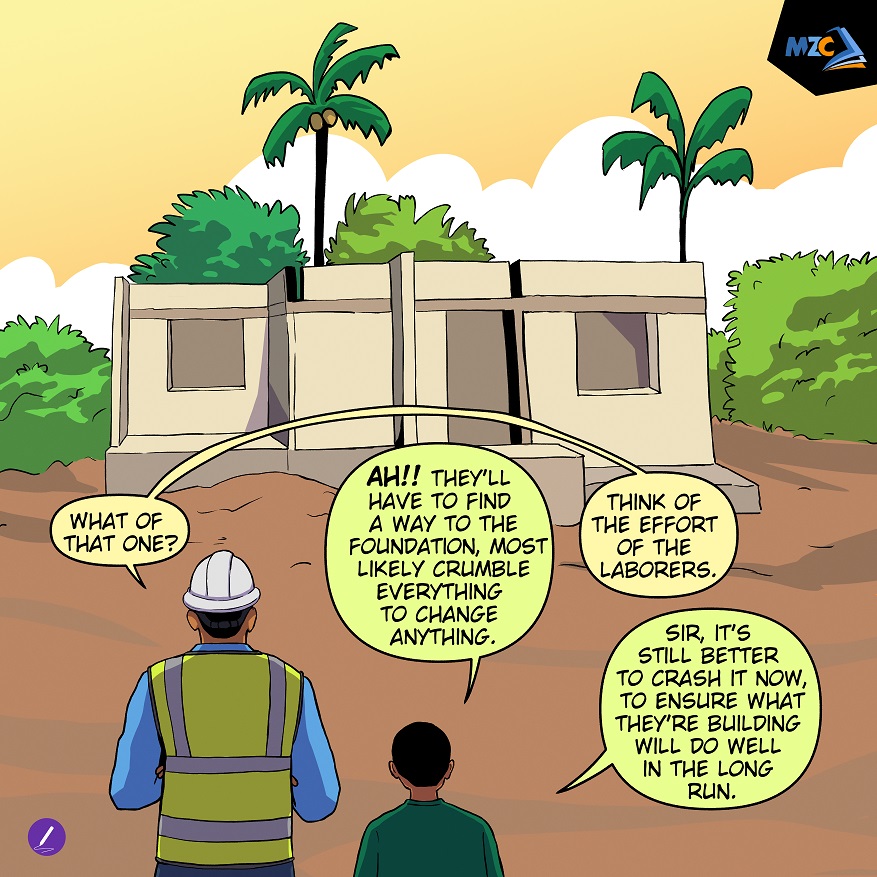 MZC
WHAT OF
THAT ONE?
AH!! THEY'LL
HAVE TO FIND
A WAY TO THE
FOUNDATION, MOST
LIKELY CRUMBLE
EVERYTHING
TO CHANGE
ANYTHING.
THINK OF
THE EFFORT
OF THE
LABORERS.
SIR, IT'S
STILL BETTER
TO CRASH IT NOW,
TO ENSURE WHAT
THEY'RE BUILDING
WILL DO WELL
IN THE LONG
RUN.